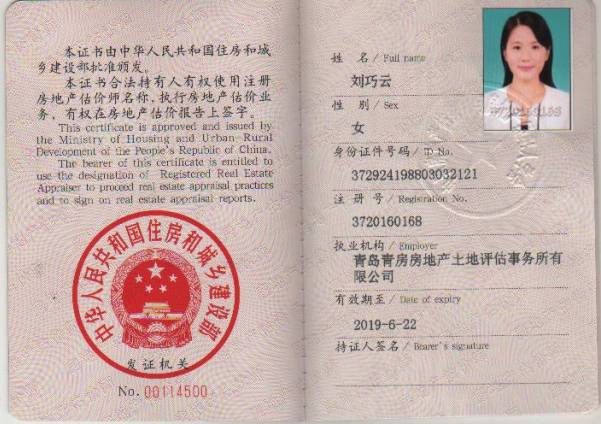 本证书由中华人民共和国住房和城
乡建设部批准颁发。
本证书合法持有人有权使用注册
房地产估价师名称,执行房地产估价业
务,有权在房地产估价报告上签字。
This certificate is approved and issued by
the Ministry of Housing and Urban-Rural
Development of the People's Republic of China.
The bearer of this certificate is entitled to
use the designation of Registered Real Estate
Appraiser to proceed real estate appraisal practices
and to sign on real estate appraisal reports.
中华人民共和国住房和城乡建设部
发证机关
No. 00114500
姓 名 / Full name
刘巧云
性 别 / Sex
女
身份证件号码 / ID No.
372924198803032121
注 册 号 / Registration No.
3720160168
执业机构 / Employer
青岛青房房地产土地评估事务所有
限公司
有效期至 / Date of expiry
2019-6-22
持证人签名 / Bearer's signature